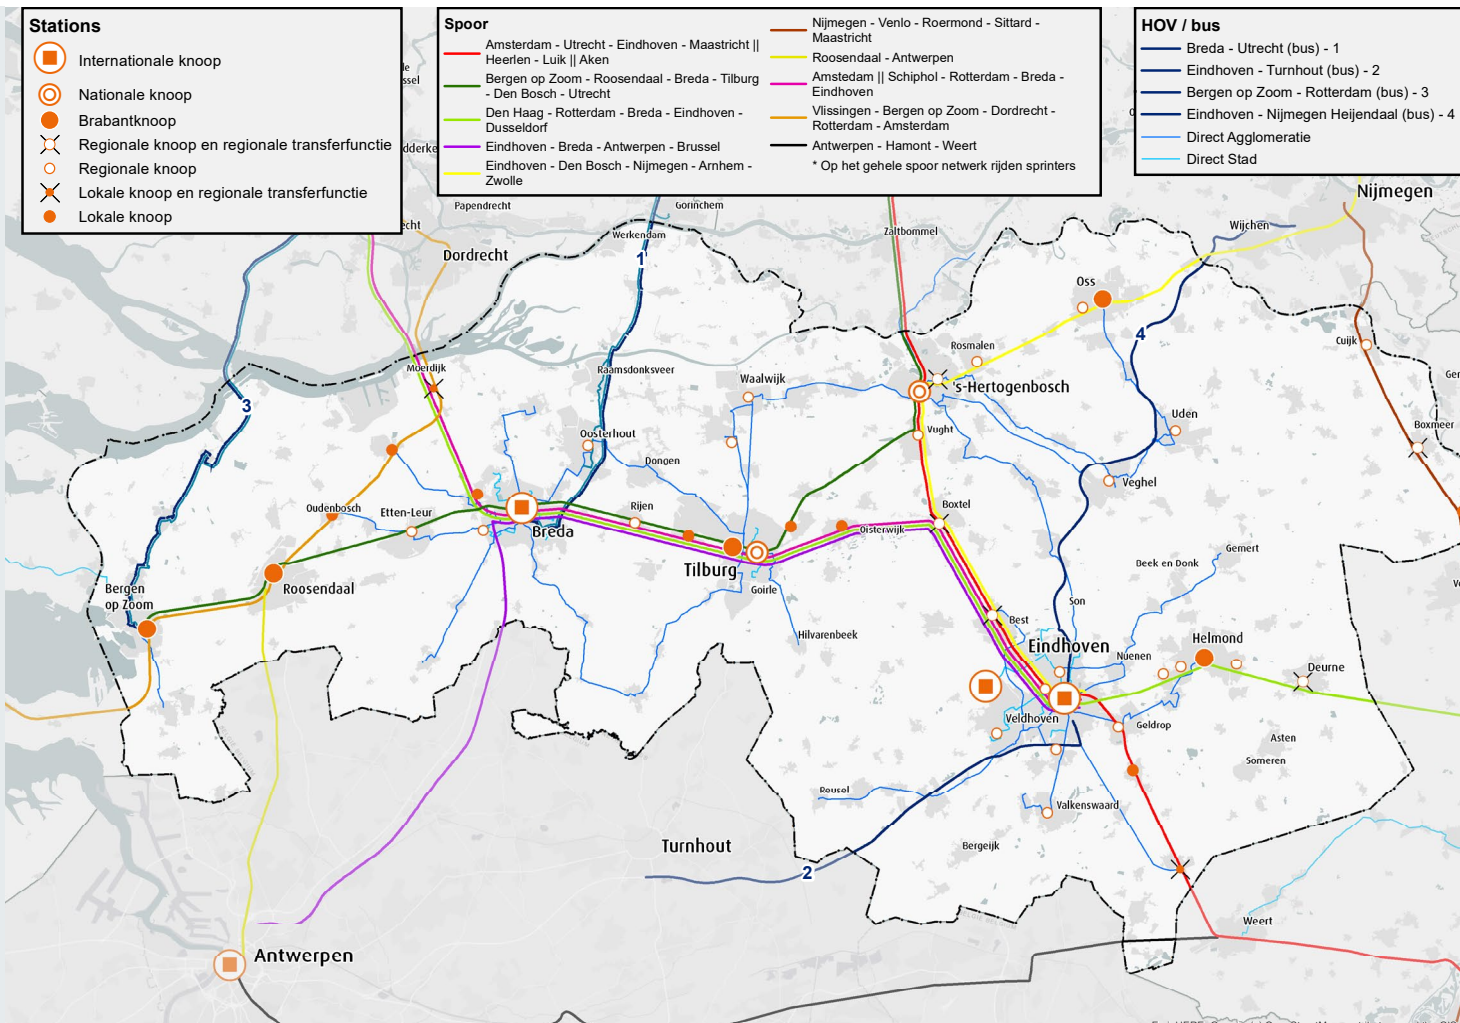 Stations
Internationale knoop
Nationale knoop
Brabantknoop
Regionale knoop en regionale transferfunctie
Regionale knoop
Lokale knoop en regionale transferfunctie
Lokale knoop
Spoor
Amsterdam - Utrecht - Eindhoven - Maastricht ||
Heerlen - Luik || Aken
Bergen op Zoom - Roosendaal - Breda - Tilburg
- Den Bosch - Utrecht
Den Haag - Rotterdam - Breda - Eindhoven -
Dusseldorf
Eindhoven - Breda - Antwerpen - Brussel
Eindhoven - Den Bosch - Nijmegen - Arnhem -
Zwolle
Nijmegen - Venlo - Roermond - Sittard -
Maastricht
Roosendaal - Antwerpen
Amstedam || Schiphol - Rotterdam - Breda -
Eindhoven
Vlissingen - Bergen op Zoom - Dordrecht -
Rotterdam - Amsterdam
Antwerpen - Hamont - Weert
* Op het gehele spoor netwerk rijden sprinters
HOV / bus
Breda - Utrecht (bus) - 1
Eindhoven - Turnhout (bus) - 2
Bergen op Zoom - Rotterdam (bus) - 3
Eindhoven - Nijmegen Heijendaal (bus) - 4
Direct Agglomeratie
Direct Stad
Nijmegen
Papendrecht
Gorinchem
Werkendam
Zaltbommel
Wijchen
Dordrecht
1
Oss
4
Cuijk
Rosmalen
Moerdijk
Raamsdonksveer
Waalwijk
's-Hertogenbosch
3
Uden
Boxmeer
Oosterhout
Vught
Dongen
Veghel
Oudenbosch
Etten-Leur
Rijen
Boxtel
Breda
Oisterwijk
Gemert
Beek en Donk
Tilburg
Bergen
op Zoom
Roosendaal
Goirle
Son
Best
Hilvarenbeek
Eindhoven
Helmond
Nuenen
Deurne
Veldhoven
Geldrop
Asten
Someren
Reusel
Valkenswaard
Turnhout
Bergeijk
2
Weert
Antwerpen